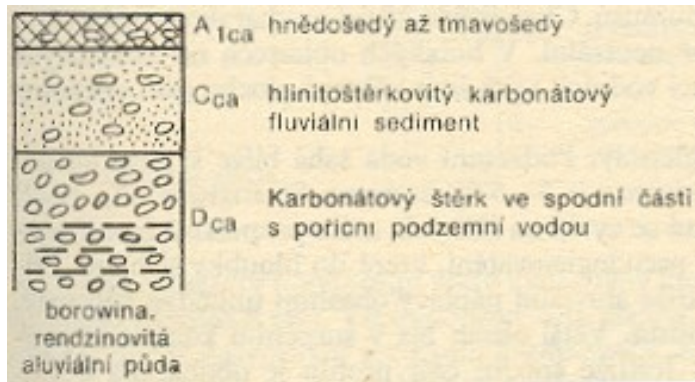 A1ca hnědošedý až tmavošedý
Cca hlinitoštěrkovitý karbonátový
fluviální sediment
Dca Karbonátový štěrk ve spodní části
s poříční podzemní vodou
borowina,
rendzinovitá
aluviální půda